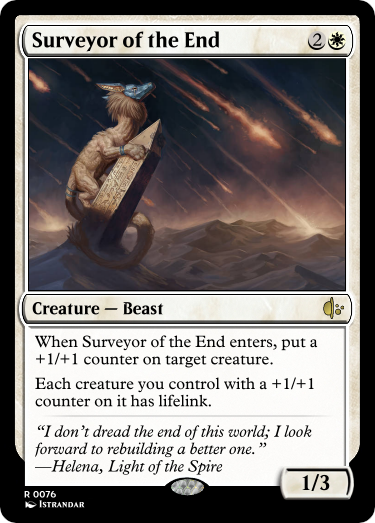 Surveyor of the End 2
Creature — Beast
When Surveyor of the End enters, put a
+1/+1 counter on target creature.
Each creature you control with a +1/+1
counter on it has lifelink.
“I don’t dread the end of this world; I look
forward to rebuilding a better one.”
—Helena, Light of the Spire
1/3
R 0076
Istrandar